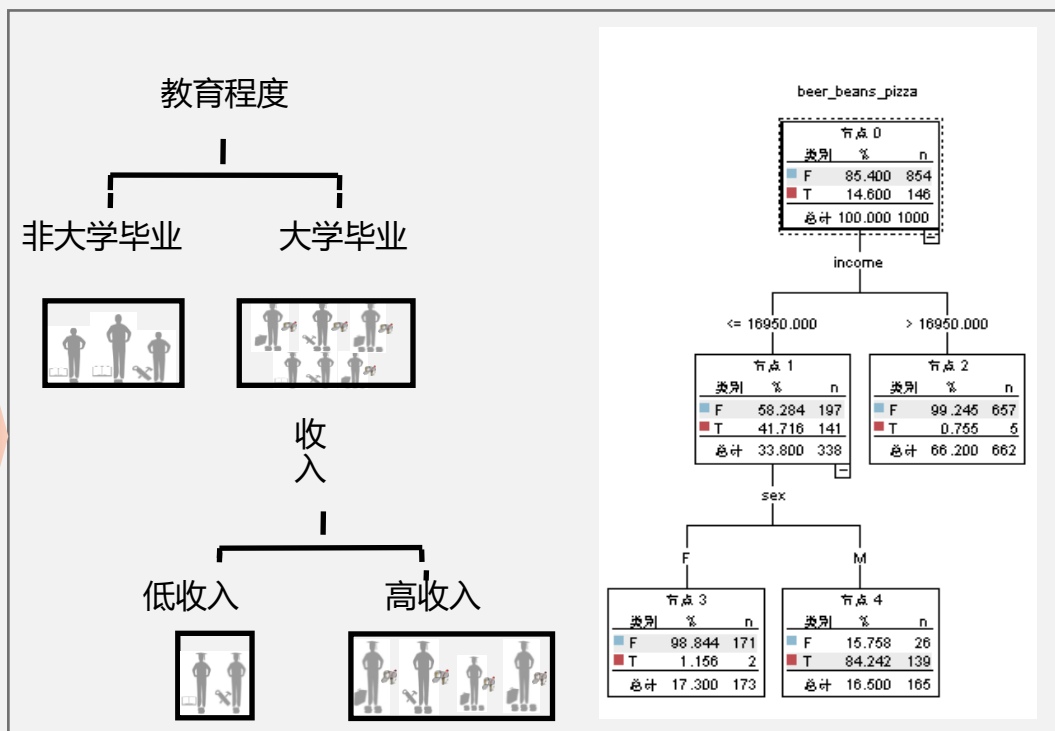 教育程度
非大学毕业
大学毕业
收
入
低收入
高收入
beer_beans_pizza
节点 0
类别 % n
F 85.400 854
T 14.600 146
总计 100.000 1000
income
<= 16950.000
> 16950.000
节点 1
类别 % n
F 58.284 197
T 41.716 141
总计 33.800 338
节点 2
类别 % n
F 99.245 657
T 0.755 5
总计 66.200 662
sex
F
M
节点 3
类别 % n
F 98.844 171
T 1.156 2
总计 17.300 173
节点 4
类别 % n
F 15.758 26
T 84.242 139
总计 16.500 165